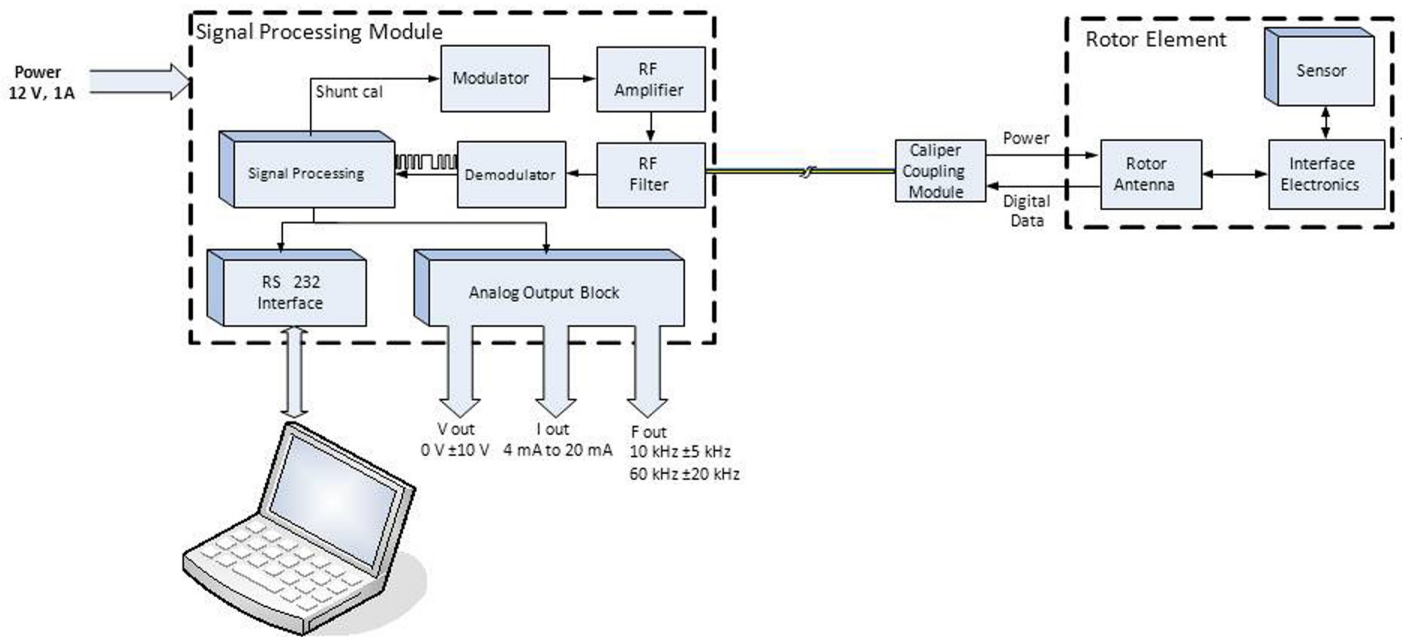 Signal Processing Module
Power
12 V, 1A
Shunt cal
Modulator
RF
Amplifier
Signal Processing
Demodulator
RF
Filter
RS 232
Interface
Analog Output Block
V out
0 V ±10 V
I out
4 mA to 20 mA
F out
10 kHz ±5 kHz
60 kHz ±20 kHz
Caliper
Coupling
Module
Power
Digital
Data
Rotor Element
Sensor
Rotor
Antenna
Interface
Electronics